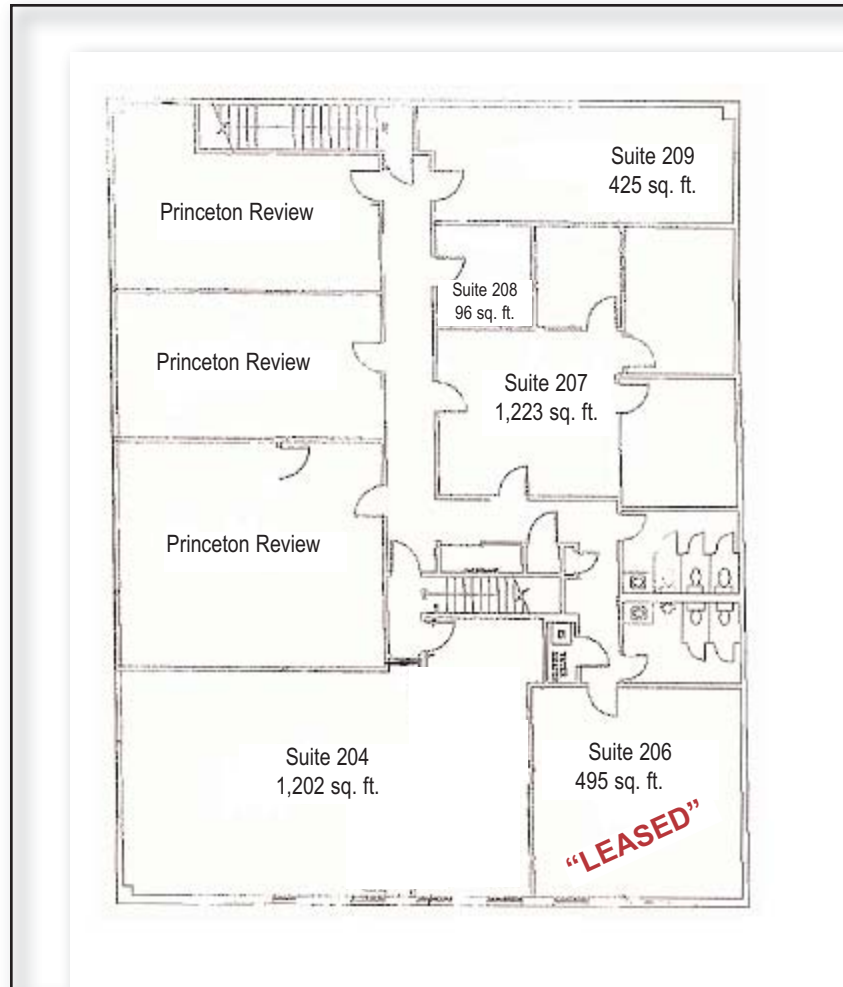 Suite 209
425 sq. ft.
Princeton Review
Suite 208
96 sq. ft.
Princeton Review
Suite 207
1,223 sq. ft.
Princeton Review
Suite 204
1,202 sq. ft.
Suite 206
495 sq. ft.
“LEASED”